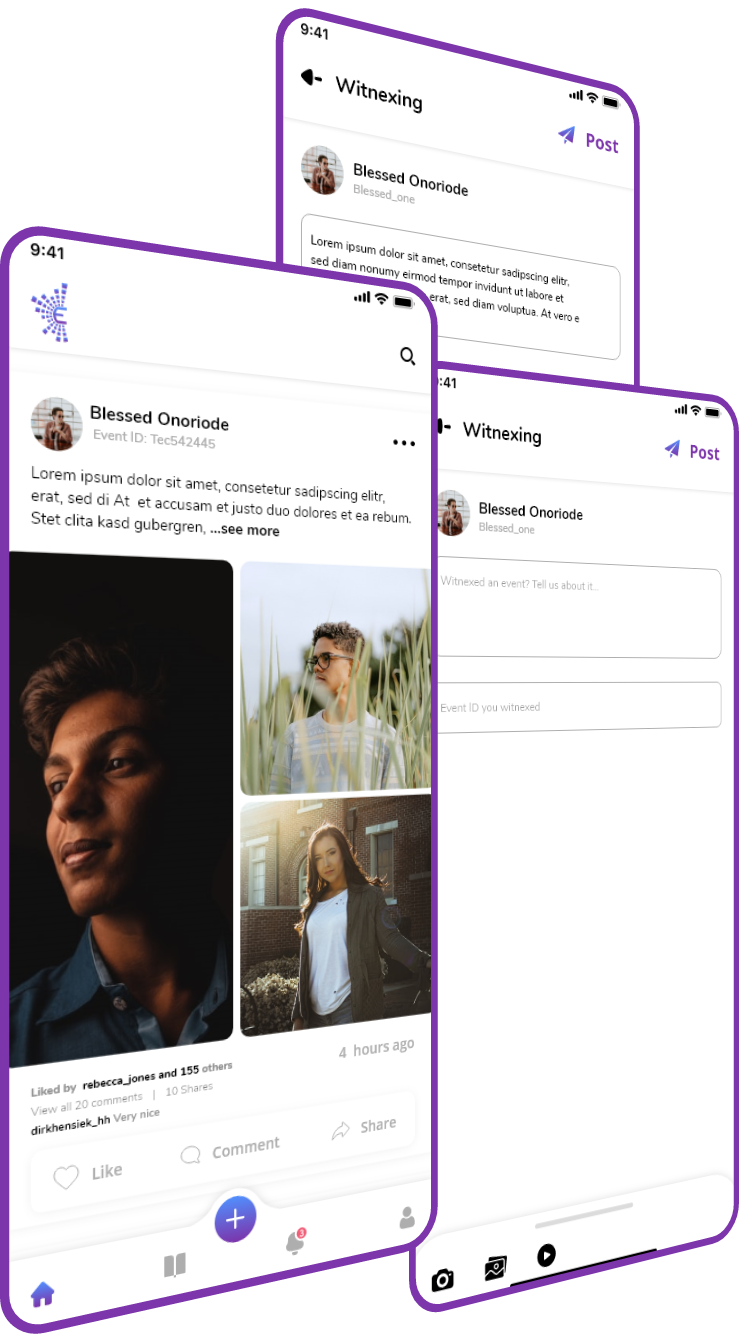 9:41
Witnexing
Post
Blessed Onoriode
Blessed_one
Lorem ipsum dolor sit amet, consetetur sadipscing elitr,
sed diam nonumy eirmod tempor invidunt ut labore et
erat, sed diam voluptua. At vero e
9:41
Blessed Onoriode
Event ID: Tec542445
Lorem ipsum dolor sit amet, consetetur sadipscing elitr,
erat, sed di At et accusam et justo duo dolores et ea rebum.
Stet clita kasd gubergren, ...see more
4 hours ago
Liked by rebecca_jones and 155 others
View all 20 comments | 10 Shares
dirkhensiek_hh Very nice
Like
Comment
Share
3
:41
Witnexing
Post
Blessed Onoriode
Blessed_one
Witnexed an event? Tell us about it...
Event ID you witnexed